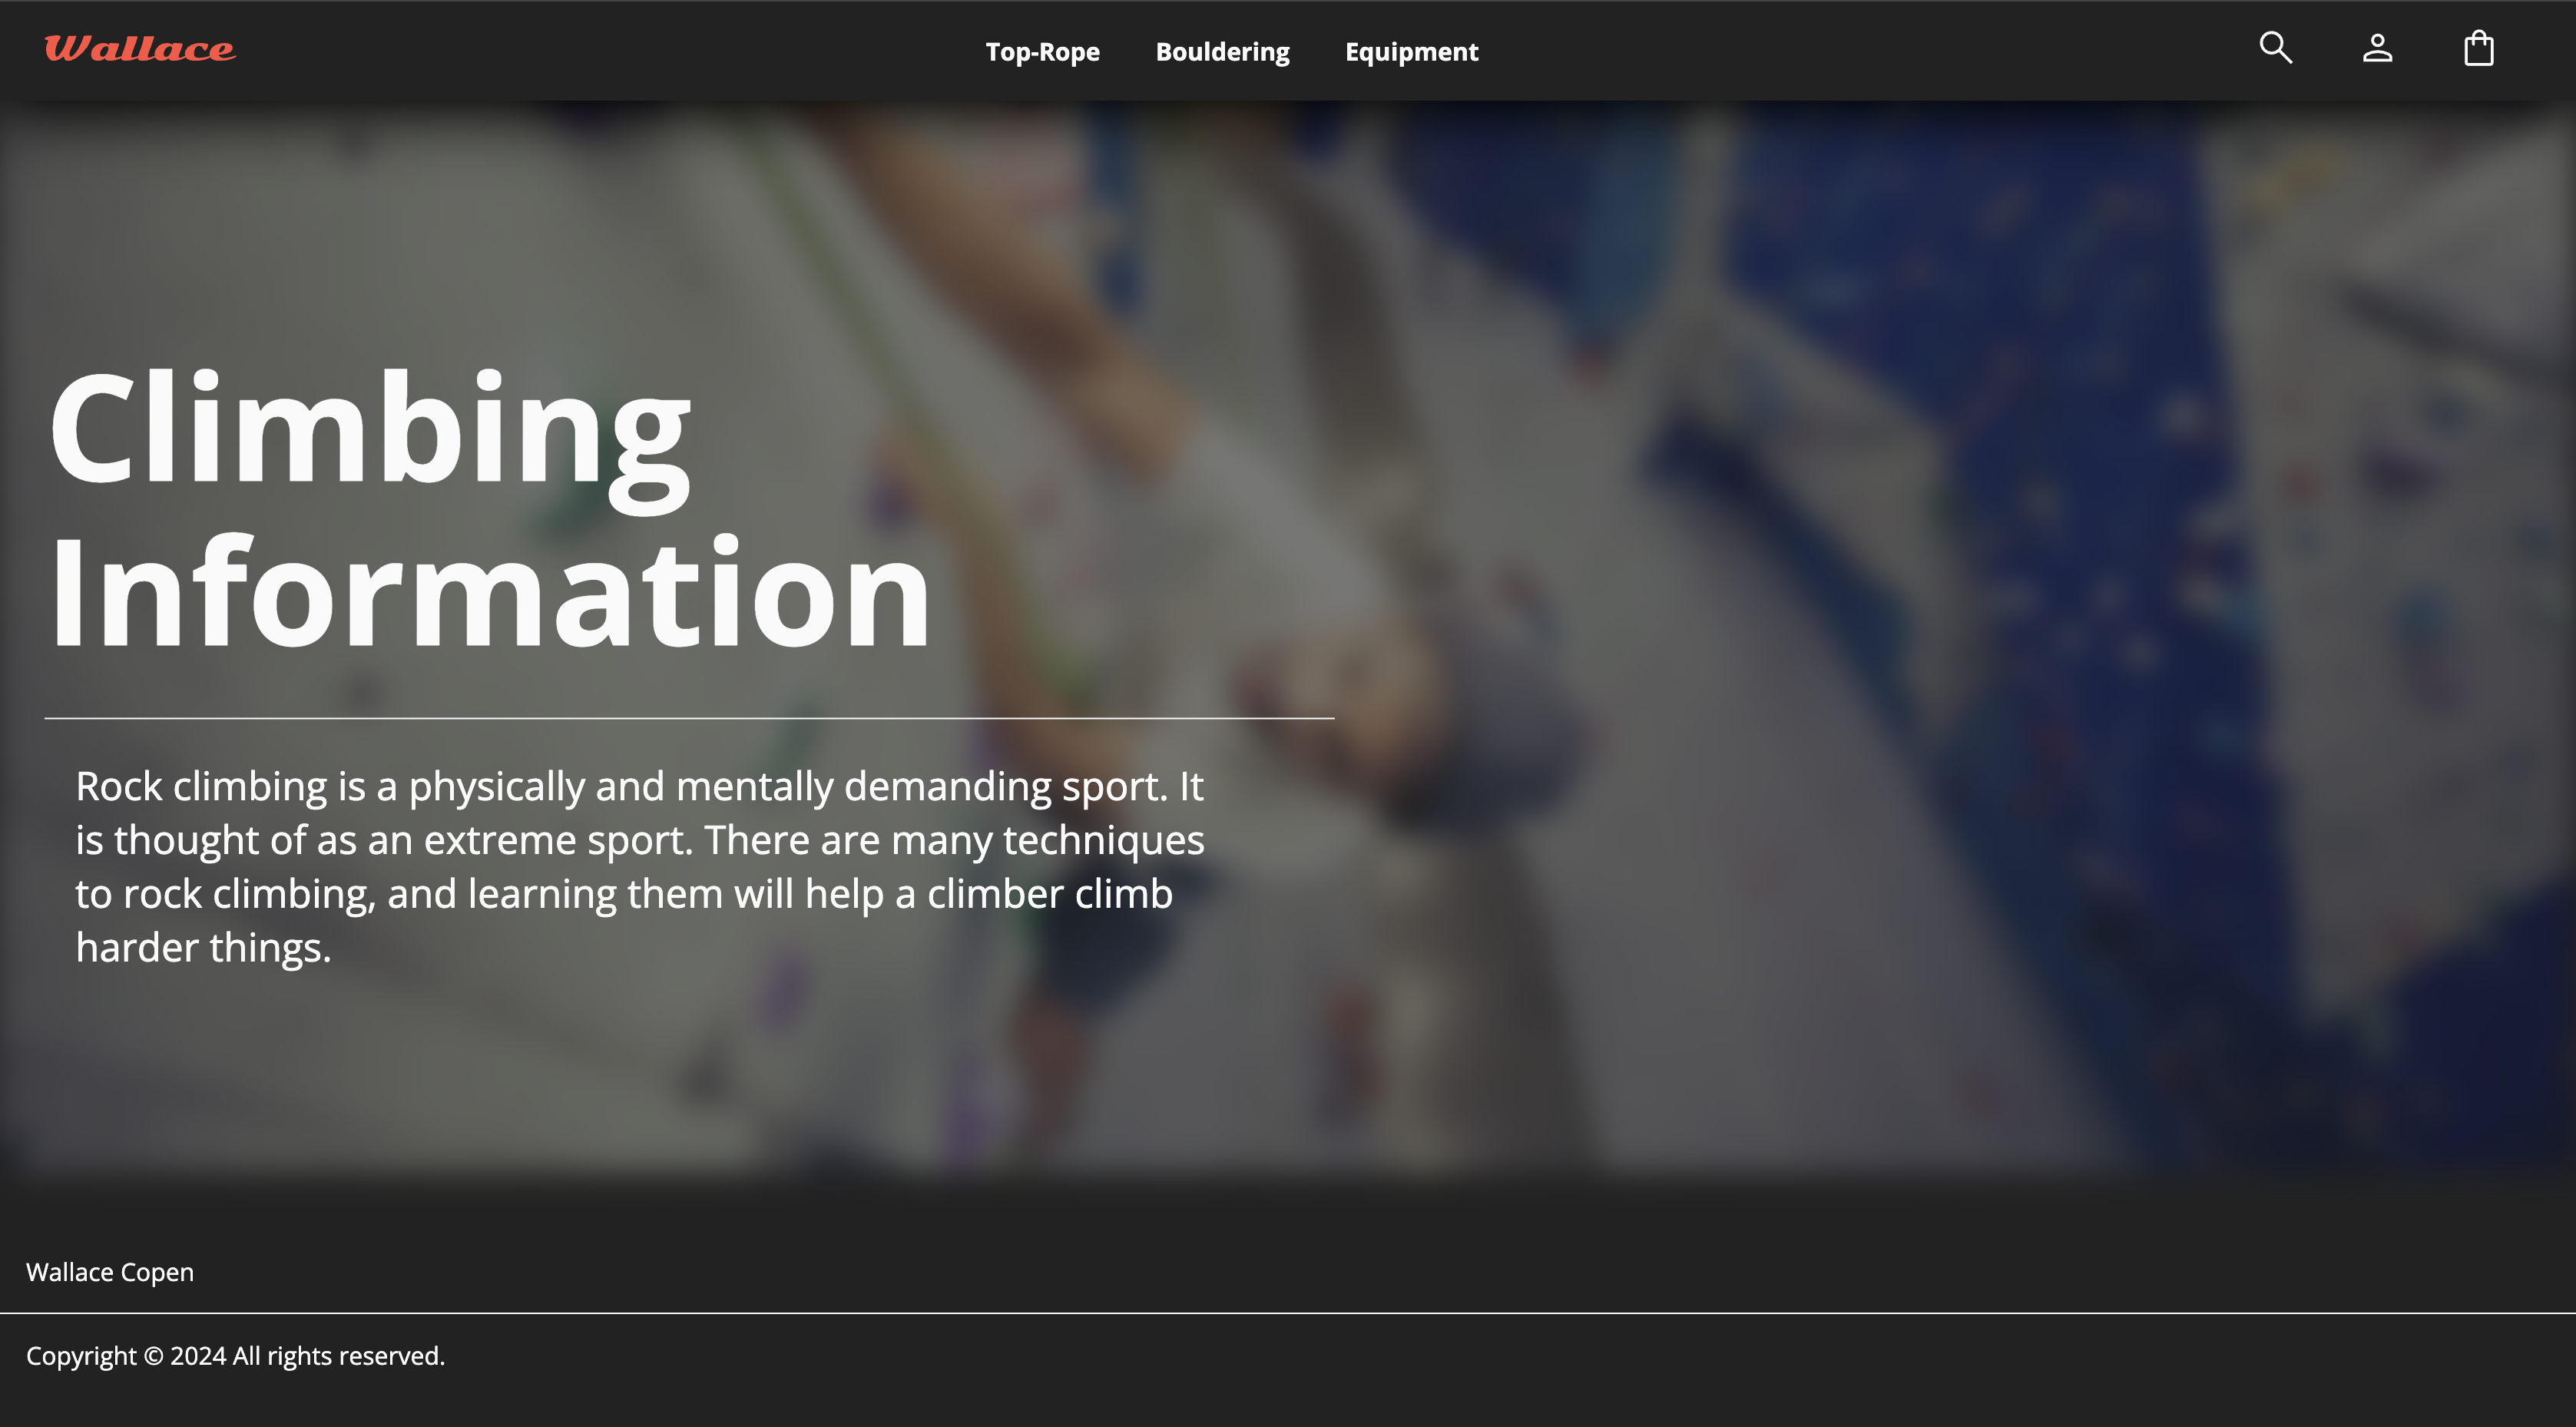 Wallace
Top-Rope Bouldering Equipment
Climbing
Information
Rock climbing is a physically and mentally demanding sport. It
is thought of as an extreme sport. There are many techniques
to rock climbing, and learning them will help a climber climb
harder things.
Wallace Copen
Copyright © 2024 All rights reserved.